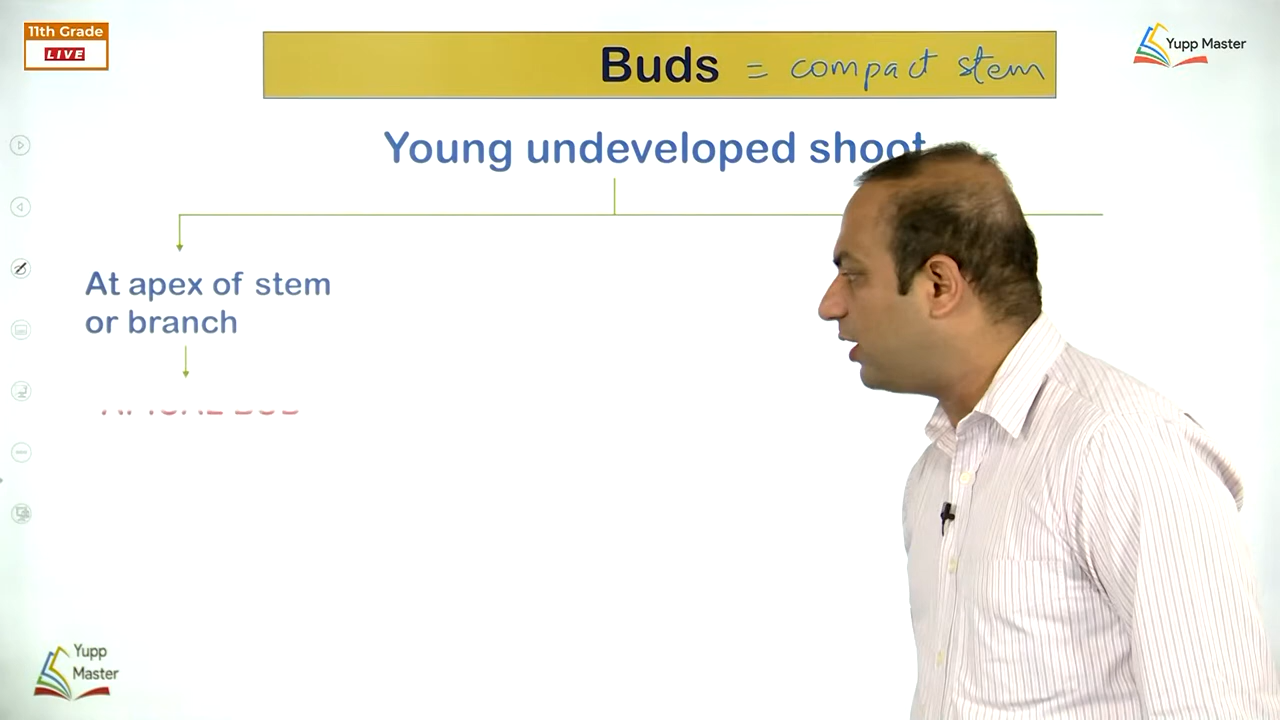 11th Grade
LIVE
Buds = compact stem
Yupp Master
Young undeveloped shoot
At apex of stem
or branch
Yupp
Master